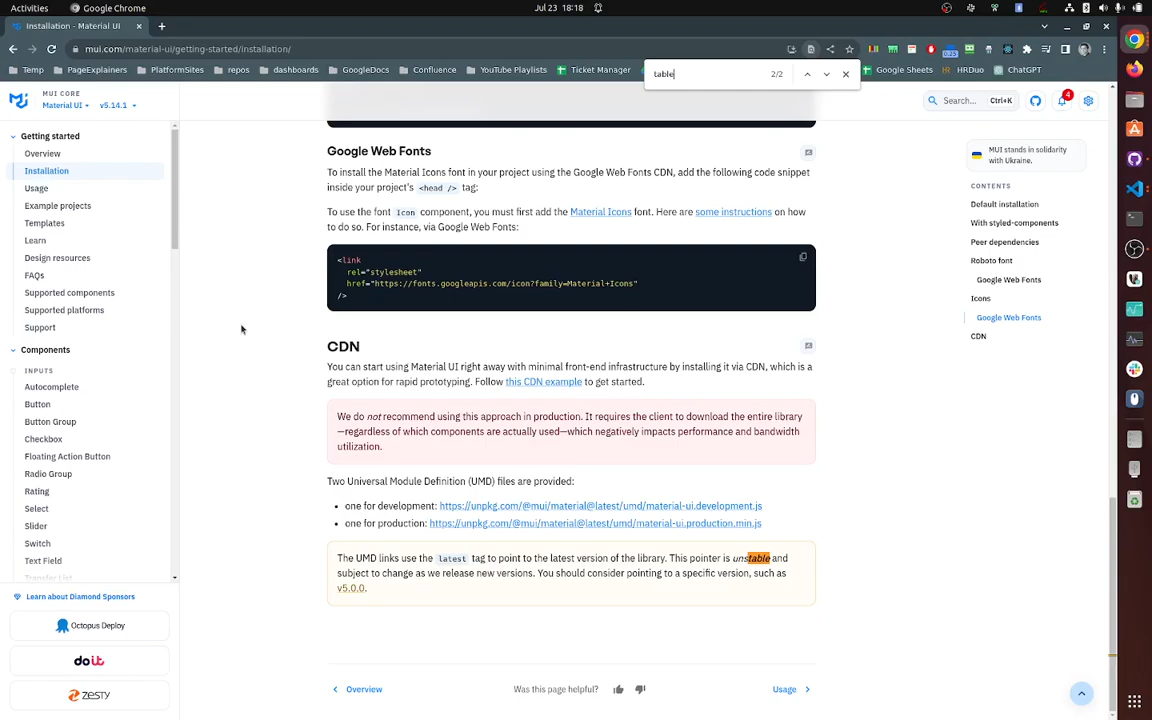 Activities
Google Chrome
Jul 23 18:18
Installation - Material UI
mui.com/material-ui/getting-started/installation/
0.25
Temp
PageExplainers
PlatformSites
repos
dashboards
GoogleDocs
Confluence
YouTube Playlists
Ticket Manager
Google Sheets
HRDuo
ChatGPT
table
2/2
MUI CORE
Material UI
v5.14.1
Search...
Ctrl+K
4
Getting started
Overview
Installation
Usage
Example projects
Templates
Learn
Design resources
FAQs
Supported components
Supported platforms
Support
Components
INPUTS
Autocomplete
Button
Button Group
Checkbox
Floating Action Button
Radio Group
Rating
Select
Slider
Switch
Text Field
Transfer List
Learn about Diamond Sponsors
Octopus Deploy
doit
ZESTY
Google Web Fonts
To install the Material Icons font in your project using the Google Web Fonts CDN, add the following code snippet
inside your project's <head /> tag:
To use the font Icon component, you must first add the Material Icons font. Here are some instructions on how
to do so. For instance, via Google Web Fonts:
<link
rel="stylesheet"
href="https://fonts.googleapis.com/icon?family=Material+Icons"
/>
CDN
You can start using Material UI right away with minimal front-end infrastructure by installing it via CDN, which is a
great option for rapid prototyping. Follow this CDN example to get started.
We do not recommend using this approach in production. It requires the client to download the entire library
—regardless of which components are actually used—which negatively impacts performance and bandwidth
utilization.
Two Universal Module Definition (UMD) files are provided:
• one for development: https://unpkg.com/@mui/material@latest/umd/material-ui.development.js
• one for production: https://unpkg.com/@mui/material@latest/umd/material-ui.production.min.js
The UMD links use the latest tag to point to the latest version of the library. This pointer is unstable and
subject to change as we release new versions. You should consider pointing to a specific version, such as
v5.0.0.
Overview
Was this page helpful?
Usage
MUI stands in solidarity
with Ukraine.
CONTENTS
Default installation
With styled-components
Peer dependencies
Roboto font
Google Web Fonts
Icons
Google Web Fonts
CDN